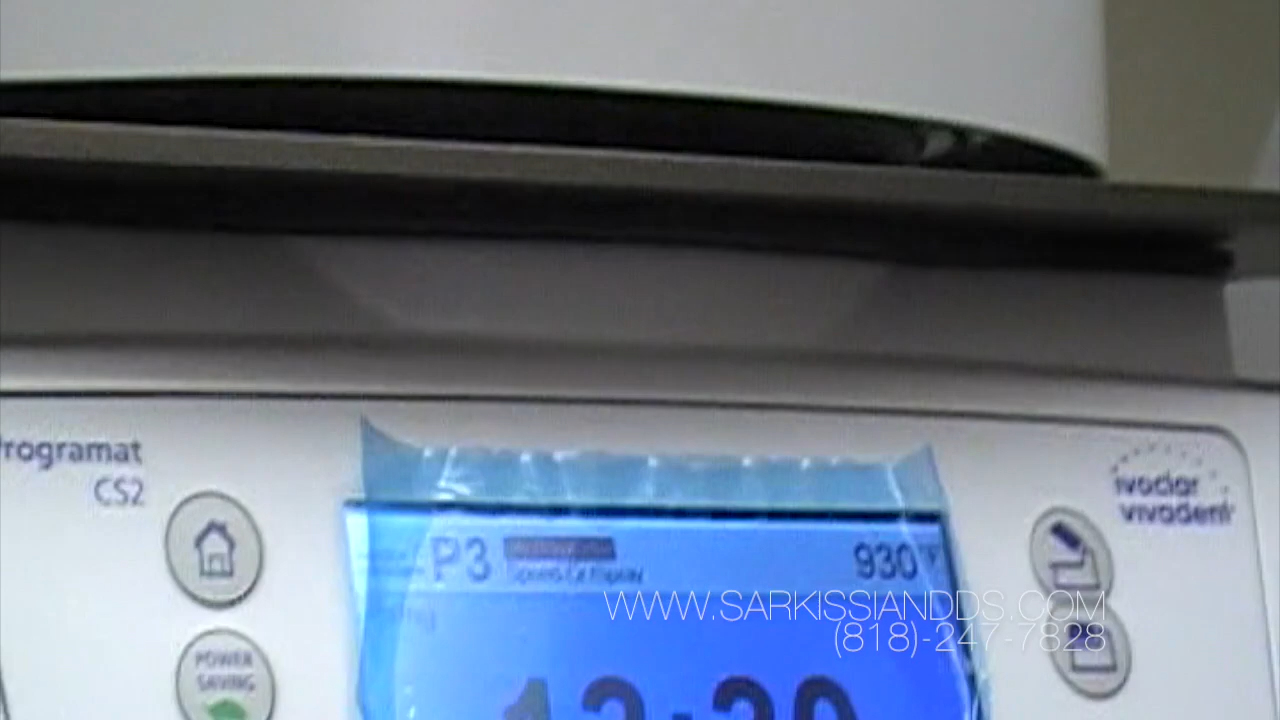 rogramat
CS2
ivoclar
vivadent
P3
930
WWW.SARKISSIANDDS.COM
(818)-247-7828
POWER
SAVING